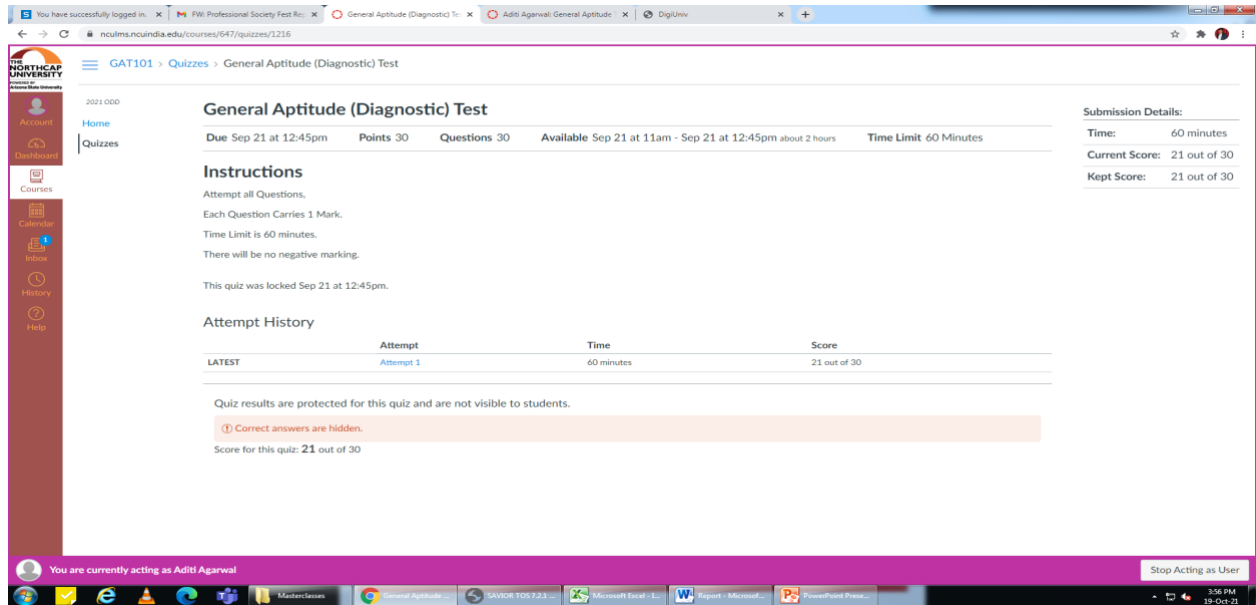 You have successfully logged in.
FW: Professional Society Fest Re
General Aptitude (Diagnostic) Te
Aditi Agarwal: General Aptitude
DigiUniv
nculms.ncuindia.edu/courses/647/quizzes/1216
THE NORTHCAP UNIVERSITY
POWERED BY
Arizona State University
GAT101 › Quizzes › General Aptitude (Diagnostic) Test
Account
Dashboard
Courses
Calendar
1
Inbox
History
Help
2021 ODD
Home
Quizzes
General Aptitude (Diagnostic) Test
Due Sep 21 at 12:45pm Points 30 Questions 30 Available Sep 21 at 11am - Sep 21 at 12:45pm about 2 hours Time Limit 60 Minutes
Instructions
Attempt all Questions,
Each Question Carries 1 Mark.
Time Limit is 60 minutes.
There will be no negative marking.
This quiz was locked Sep 21 at 12:45pm.
Attempt History
Attempt Time Score
LATEST Attempt 1 60 minutes 21 out of 30
Quiz results are protected for this quiz and are not visible to students.
Correct answers are hidden.
Score for this quiz: 21 out of 30
Submission Details:
Time: 60 minutes
Current Score: 21 out of 30
Kept Score: 21 out of 30
You are currently acting as Aditi Agarwal
Stop Acting as User
Masterclasses
General Aptitude ...
SAVIOR TOS 7.2.1 ...
Microsoft Excel - L...
Report - Microsof...
PowerPoint Prese...
3:56 PM
19-Oct-21